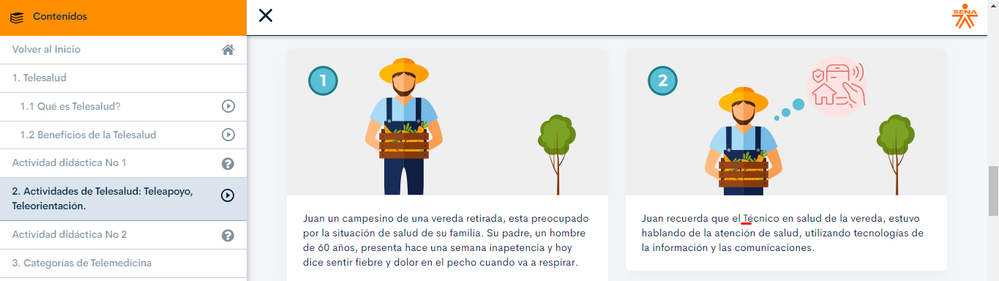 Contenidos
SENA
Volver al Inicio
1. Telesalud
1.1 Qué es Telesalud?
1.2 Beneficios de la Telesalud
Actividad didáctica No 1
2. Actividades de Telesalud: Teleapoyo,
Teleorientación.
Actividad didáctica No 2
3. Categorías de Telemedicina
1
Juan un campesino de una vereda retirada, esta preocupado
por la situación de salud de su familia. Su padre, un hombre
de 60 años, presenta hace una semana inapetencia y hoy
dice sentir fiebre y dolor en el pecho cuando va a respirar.
2
Juan recuerda que el Técnico en salud de la vereda, estuvo
hablando de la atención de salud, utilizando tecnologías de
la información y las comunicaciones.